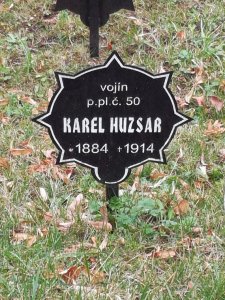 vojín
p.pl.č. 50
KAREL HUZSAR
*1884 +1914